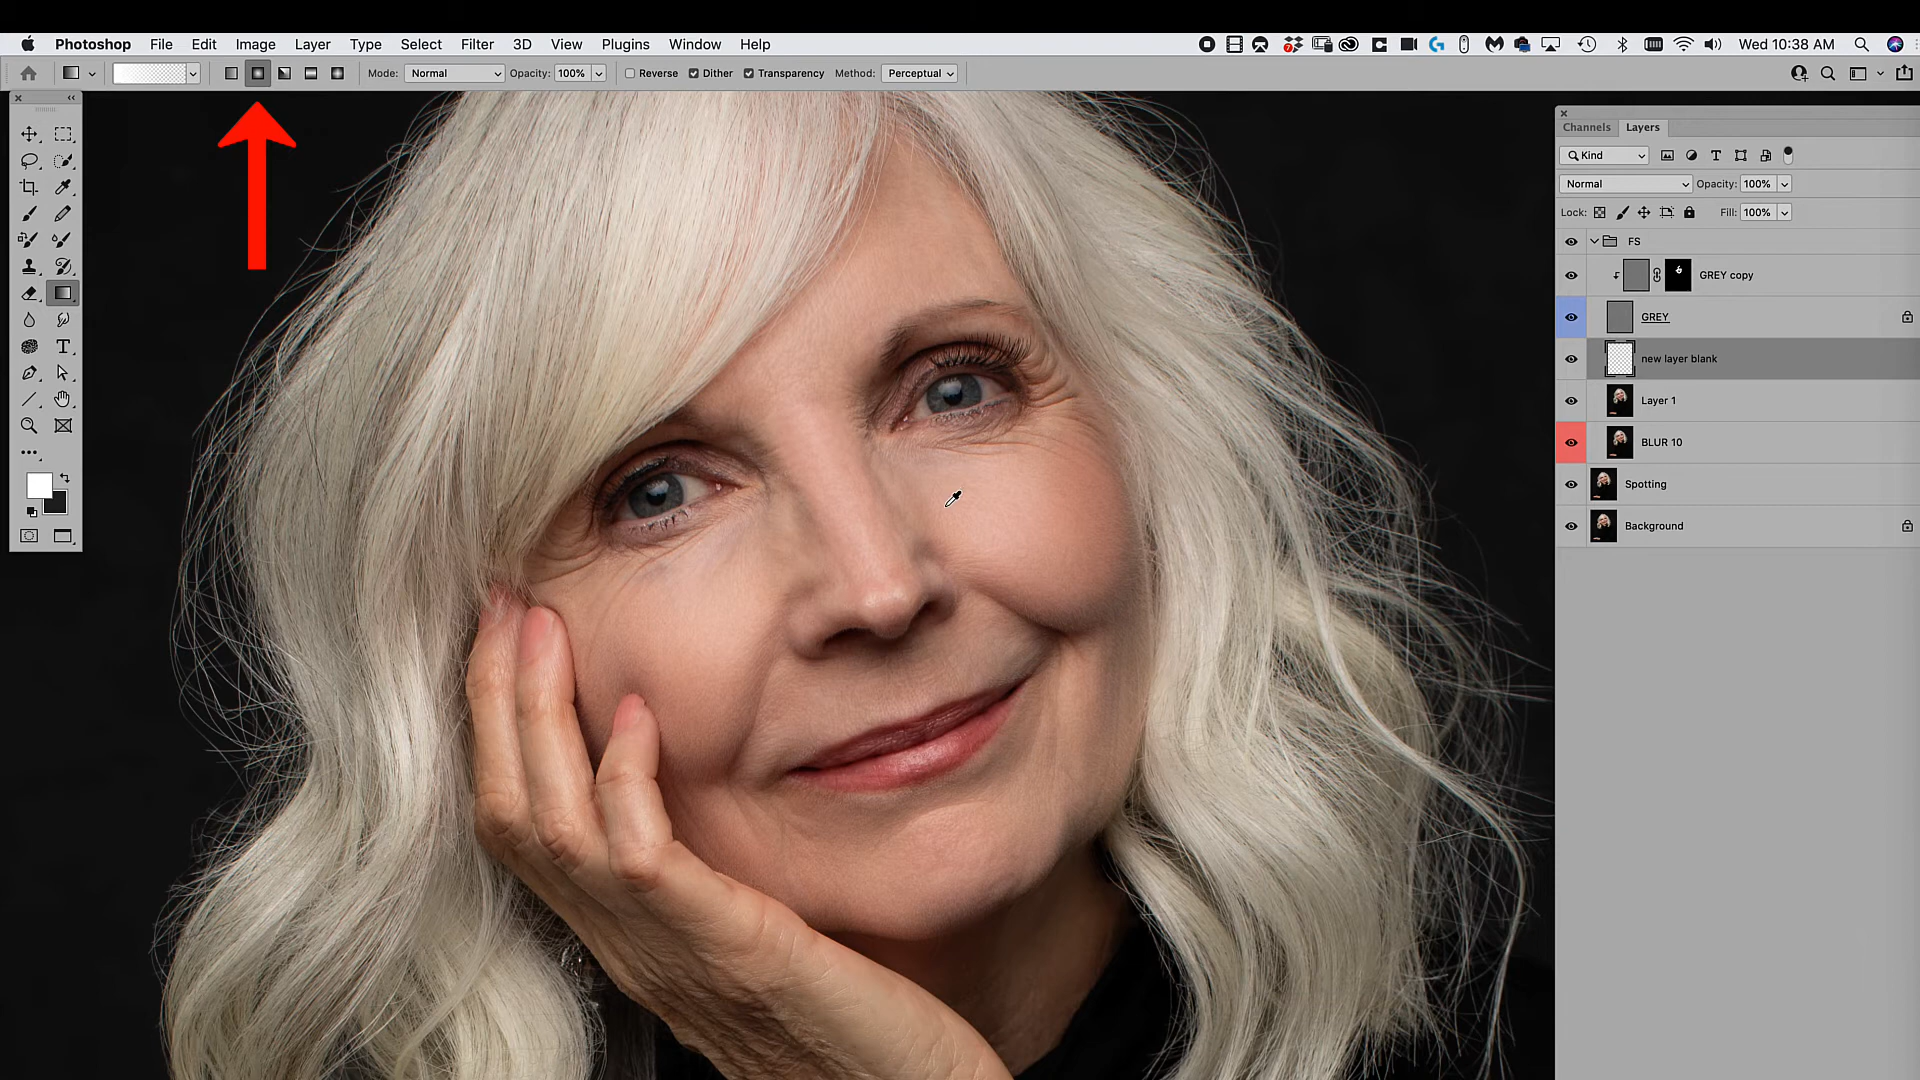 Photoshop File Edit Image Layer Type Select Filter 3D View Plugins Window Help Wed 10:38 AM
Mode: Normal Opacity: 100% Reverse Dither Transparency Method: Perceptual
Channels Layers
Kind
Normal Opacity: 100%
Lock: Fill: 100%
FS
GREY copy
GREY
new layer blank
Layer 1
BLUR 10
Spotting
Background